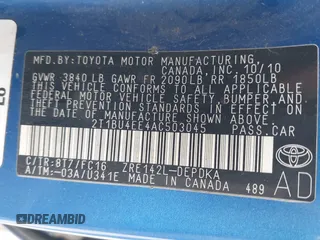 MFD.BY:TOYOTA MOTOR MANUFACTURING
CANADA, INC. 10/10
GVWR 3840 LB GAWR FR 2090LB RR 1850LB
THIS VEHICLE CONFORMS TO ALL APPLICABLE
FEDERAL MOTOR VEHICLE SAFETY, BUMPER, AND
THEFT PREVENTION STANDARDS IN EFFECT ON
THE DATE OF MANUFACTURE SHOWN ABOVE.
2T1BU4EE4AC503045 PASS.CAR
C/TR:8T7/FC16 ZRE142L-DEPDKA
A/TM:-03A/U341E MADE IN CANADA
489
AD